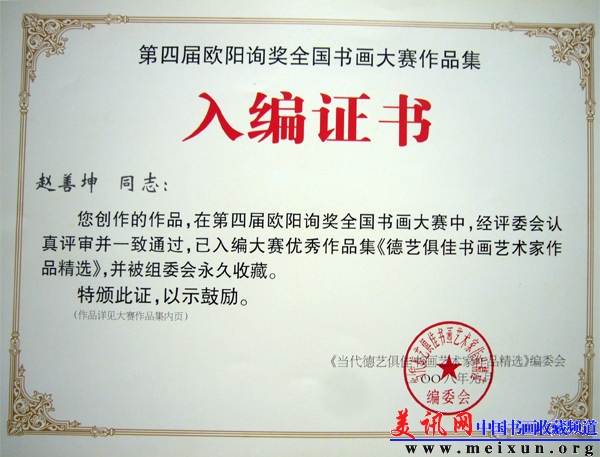 第四届欧阳询奖全国书画大赛作品集
入编证书
赵善坤 同志：
您创作的作品，在第四届欧阳询奖全国书画大赛中，经评委会认
真评审并一致通过，已入编大赛优秀作品集《德艺俱佳书画艺术家作
品精选》，并被组委会永久收藏。
特颁此证，以示鼓励。
（作品详见大赛作品集内页）
《当代德艺俱佳书画艺术家作品精选》编委会
编委会
美讯网 中国书画收藏频道
www.meixun.org